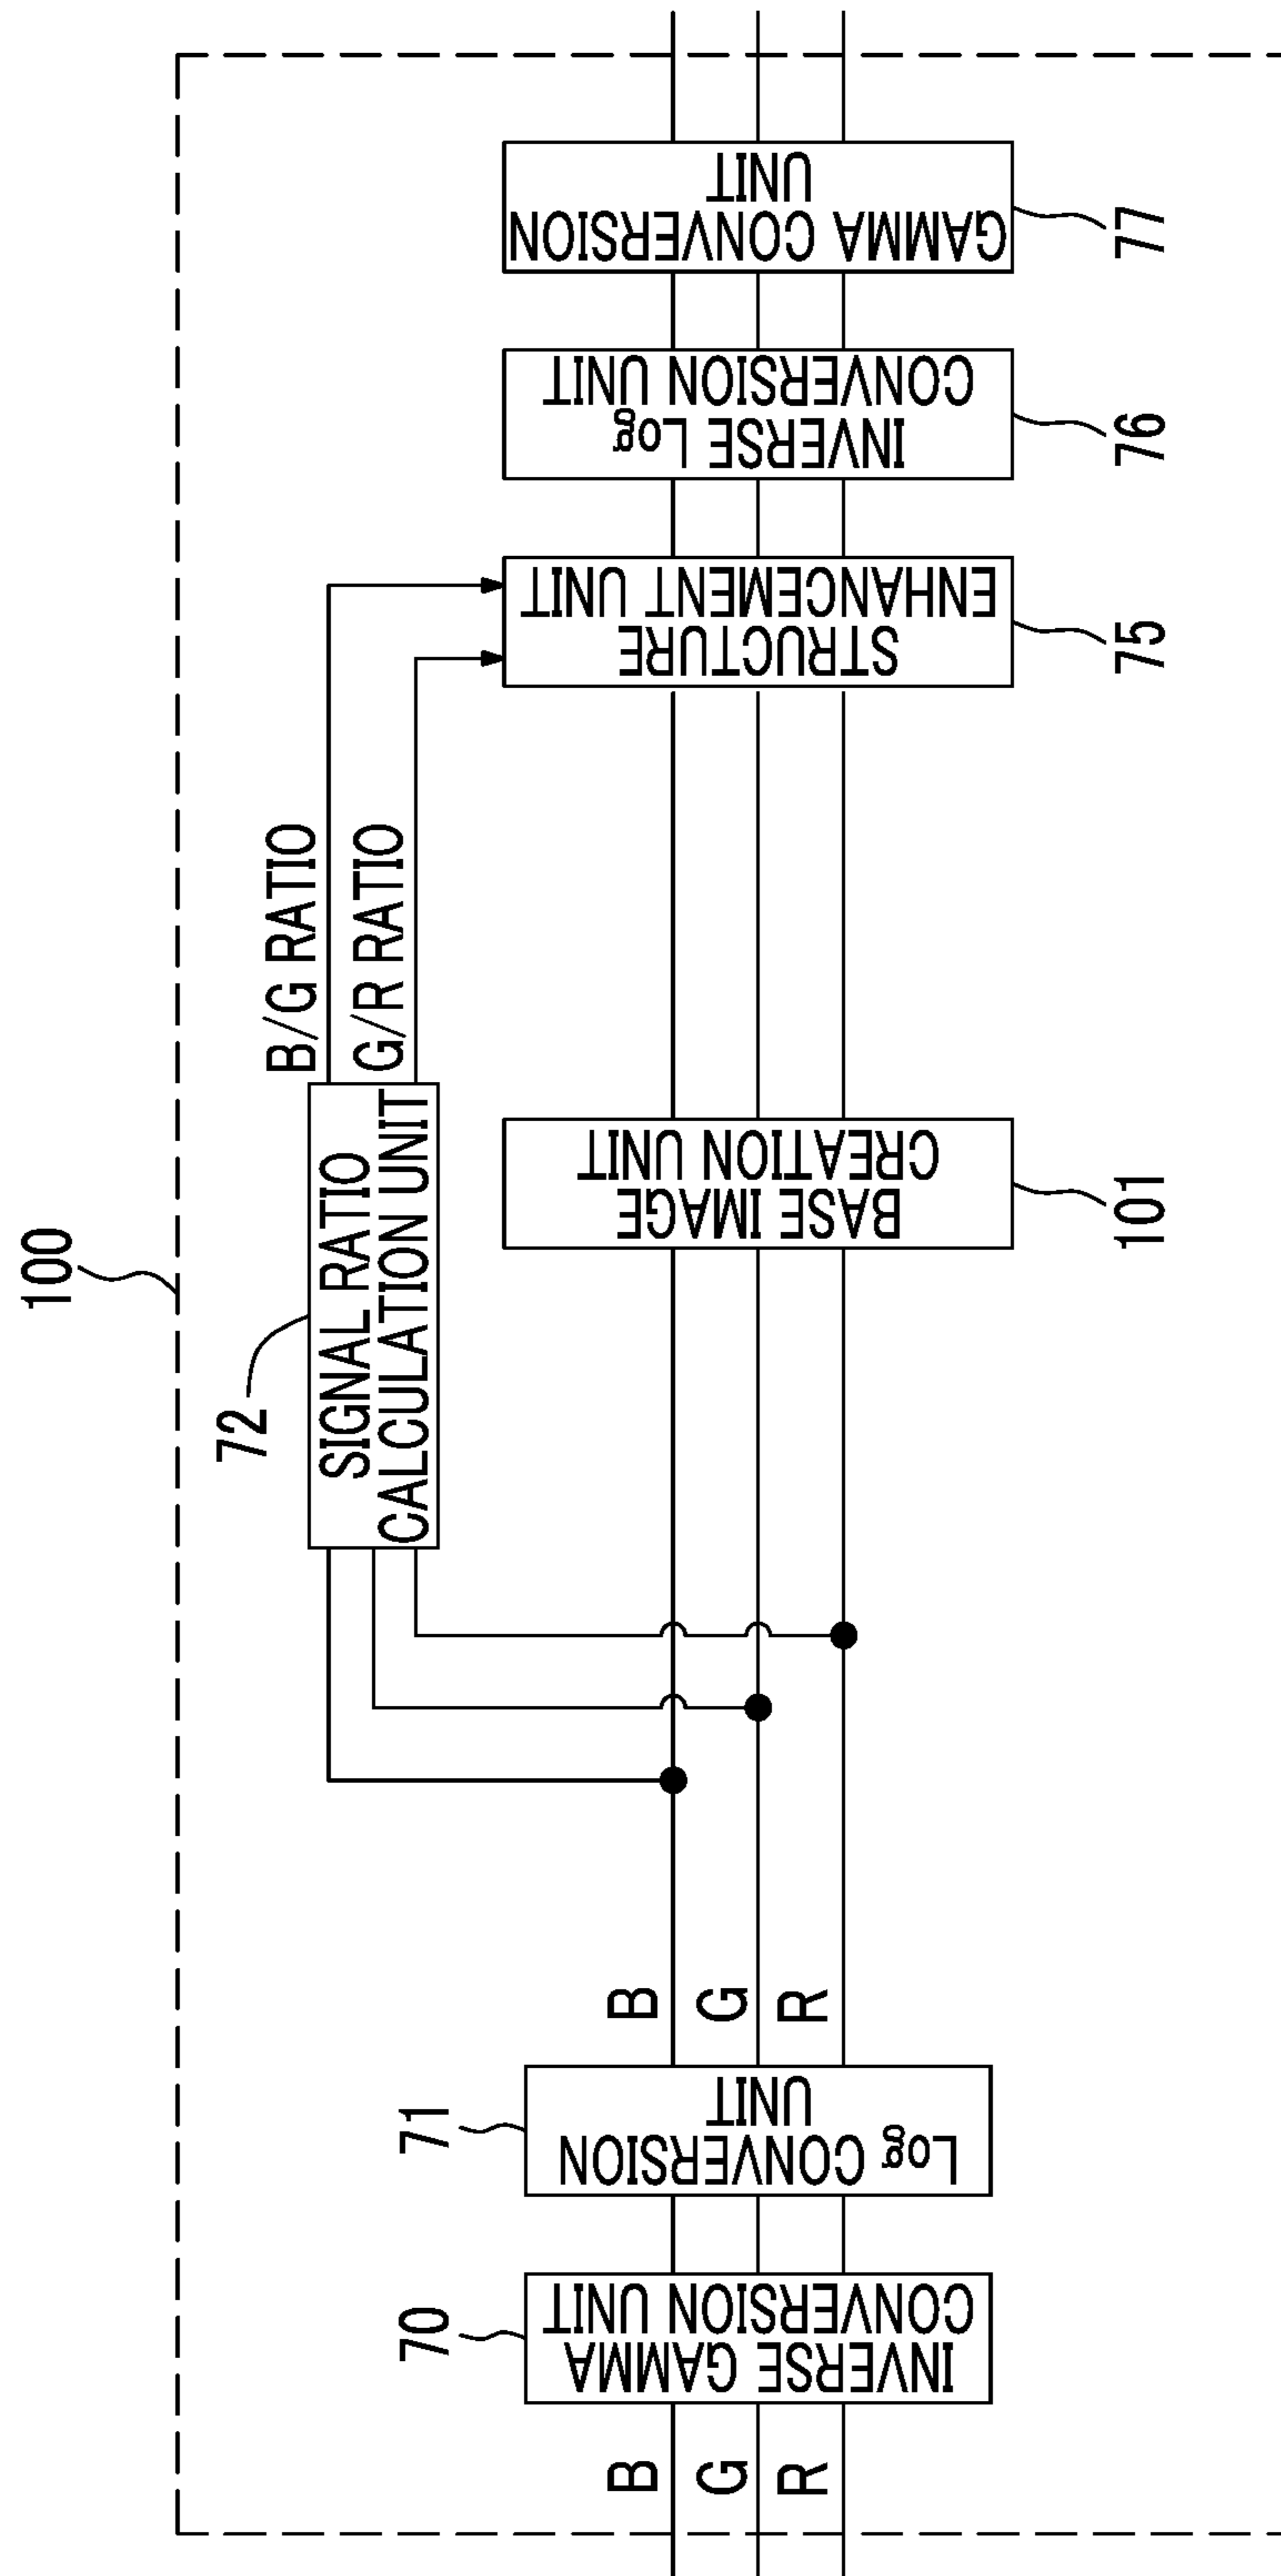 100
72
SIGNAL RATIO
CALCULATION UNIT
B/G RATIO
G/R RATIO
B
G
R
70
INVERSE GAMMA
CONVERSION UNIT
71
Log CONVERSION
UNIT
B
G
R
BASE IMAGE
CREATION UNIT
101
STRUCTURE
ENHANCEMENT UNIT
75
INVERSE Log
CONVERSION UNIT
76
GAMMA CONVERSION
UNIT
77